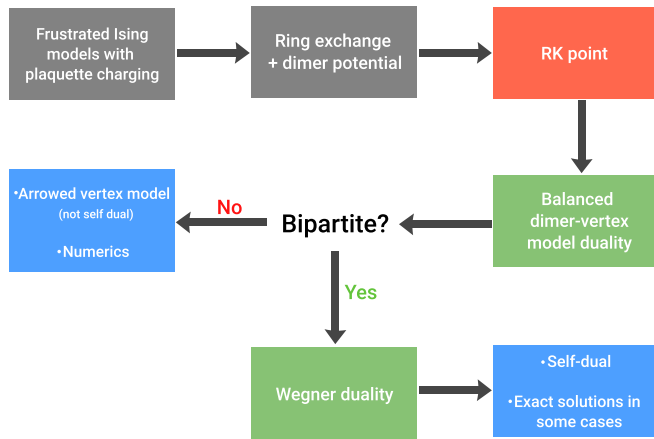 Frustrated Ising
models with
plaquette charging
Ring exchange
+ dimer potential
RK point
Balanced
dimer-vertex
model duality
Bipartite?
No
•Arrowed vertex model
(not self dual)
•Numerics
Yes
Wegner duality
•Self-dual
•Exact solutions in
some cases